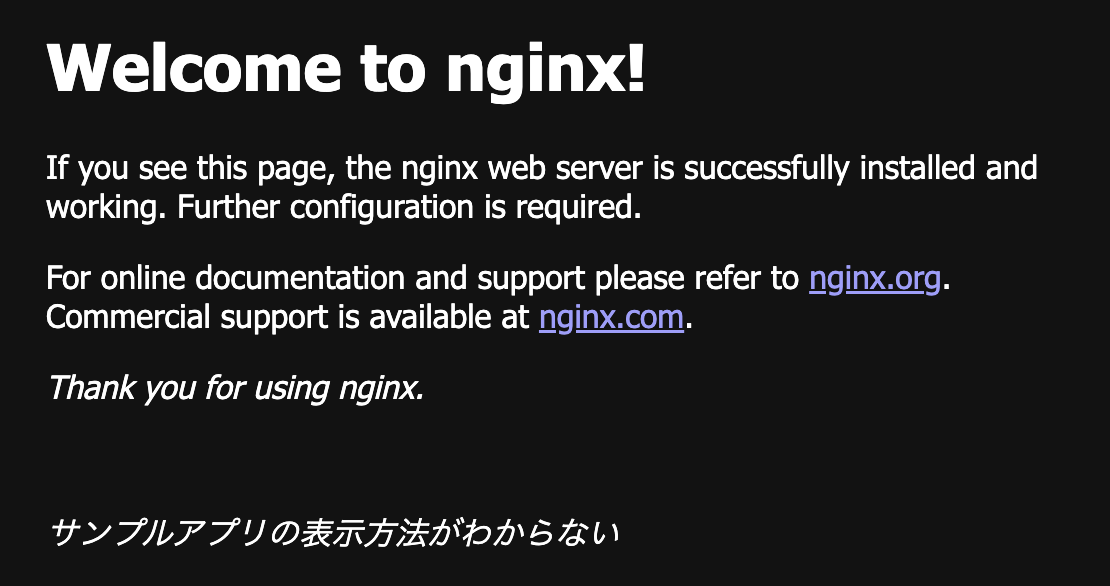 Welcome to nginx!
If you see this page, the nginx web server is successfully installed and
working. Further configuration is required.
For online documentation and support please refer to nginx.org.
Commercial support is available at nginx.com.
Thank you for using nginx.
サンプルアプリの表示方法がわからない